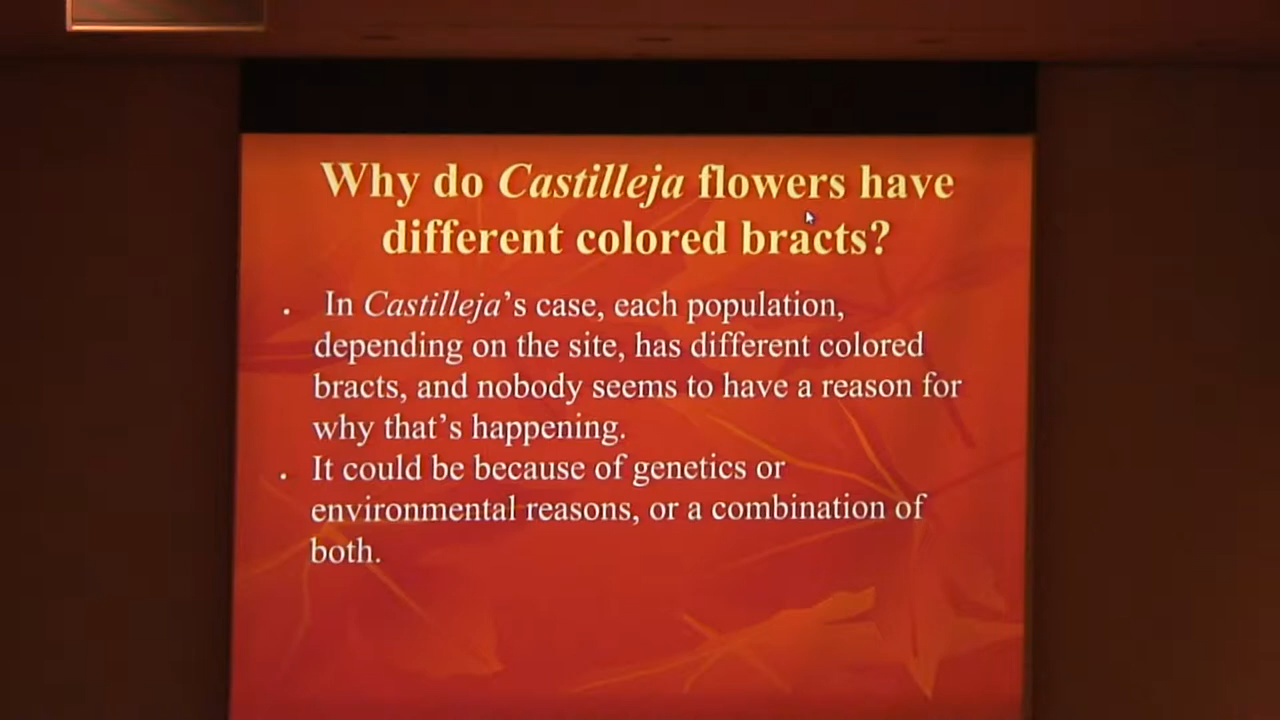 Why do Castilleja flowers have
different colored bracts?
. In Castilleja's case, each population,
depending on the site, has different colored
bracts, and nobody seems to have a reason for
why that's happening.
. It could be because of genetics or
environmental reasons, or a combination of
both.